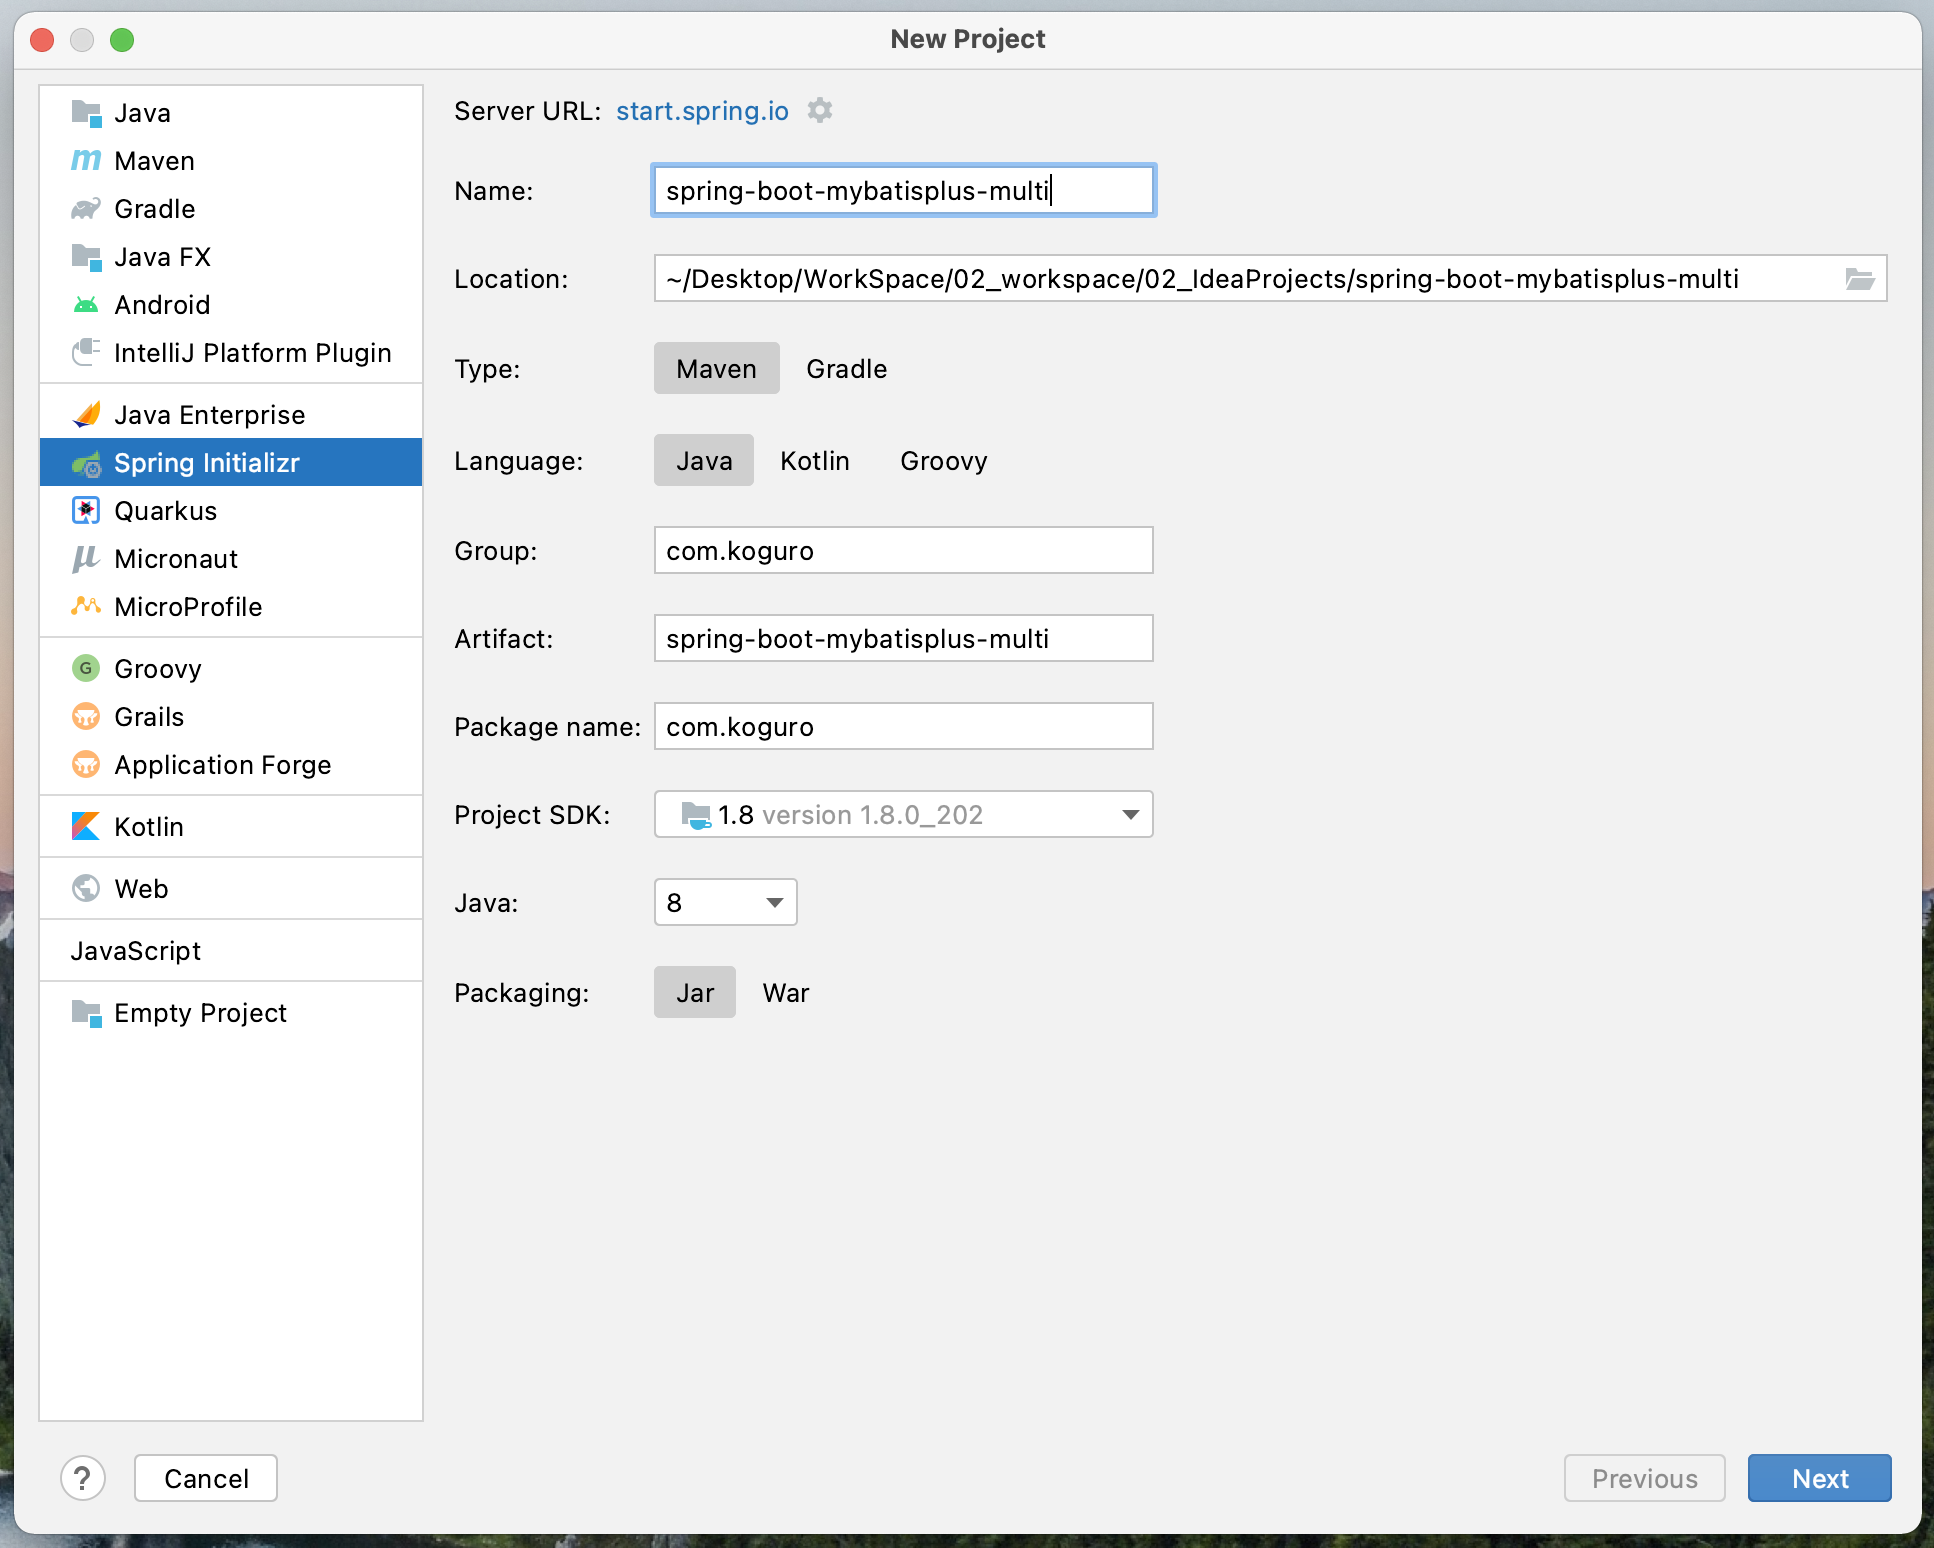 New Project
Java
Maven
Gradle
Java FX
Android
IntelliJ Platform Plugin
Java Enterprise
Spring Initializr
Quarkus
Micronaut
MicroProfile
G Groovy
Grails
Application Forge
Kotlin
Web
JavaScript
Empty Project
Server URL: start.spring.io
Name: spring-boot-mybatisplus-multi
Location: ~/Desktop/WorkSpace/02_workspace/02_IdeaProjects/spring-boot-mybatisplus-multi
Type: Maven Gradle
Language: Java Kotlin Groovy
Group: com.koguro
Artifact: spring-boot-mybatisplus-multi
Package name: com.koguro
Project SDK: 1.8 version 1.8.0_202
Java: 8
Packaging: Jar War
? Cancel Previous Next